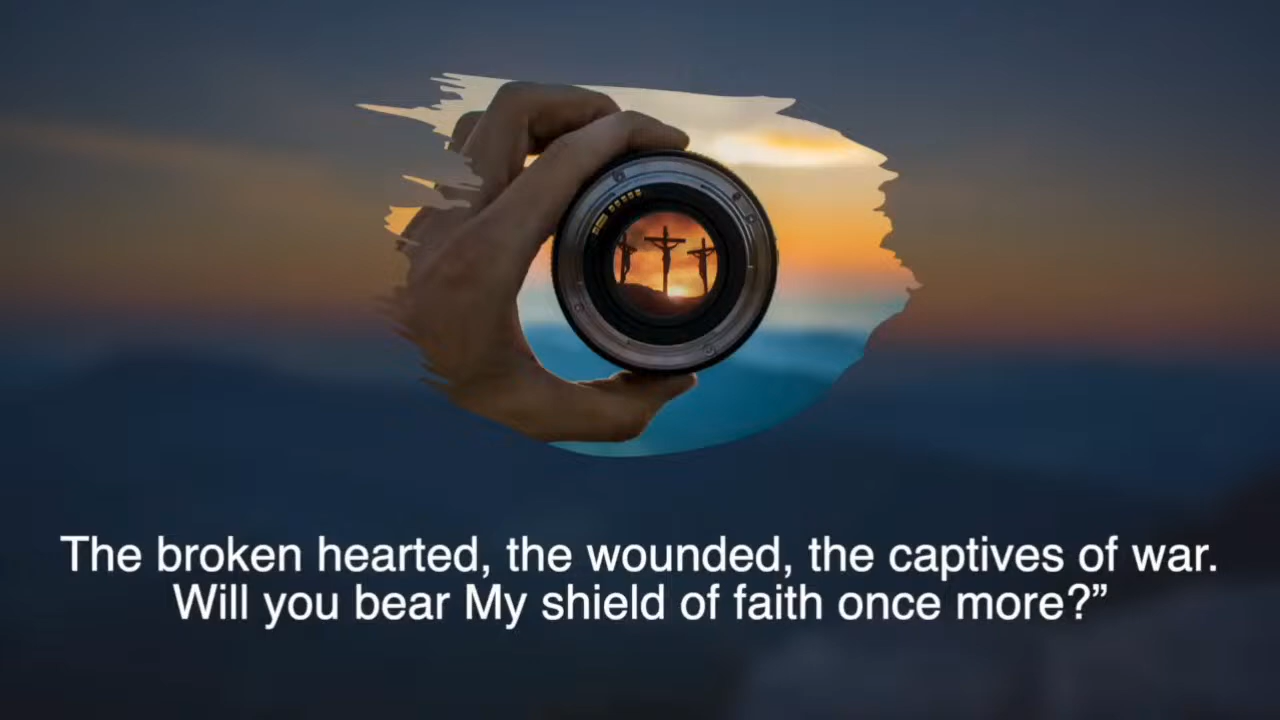 The broken hearted, the wounded, the captives of war.
Will you bear My shield of faith once more?”